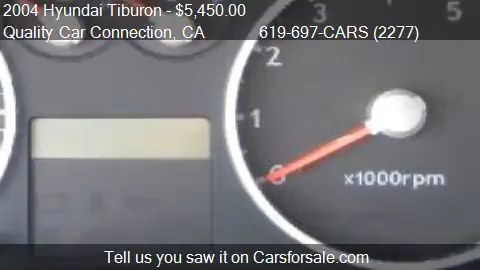 2004 Hyundai Tiburon - $5,450.00
Quality Car Connection, CA 619-697-CARS (2277)
3
5
2
1
0
x1000rpm
Tell us you saw it on Carsforsale.com